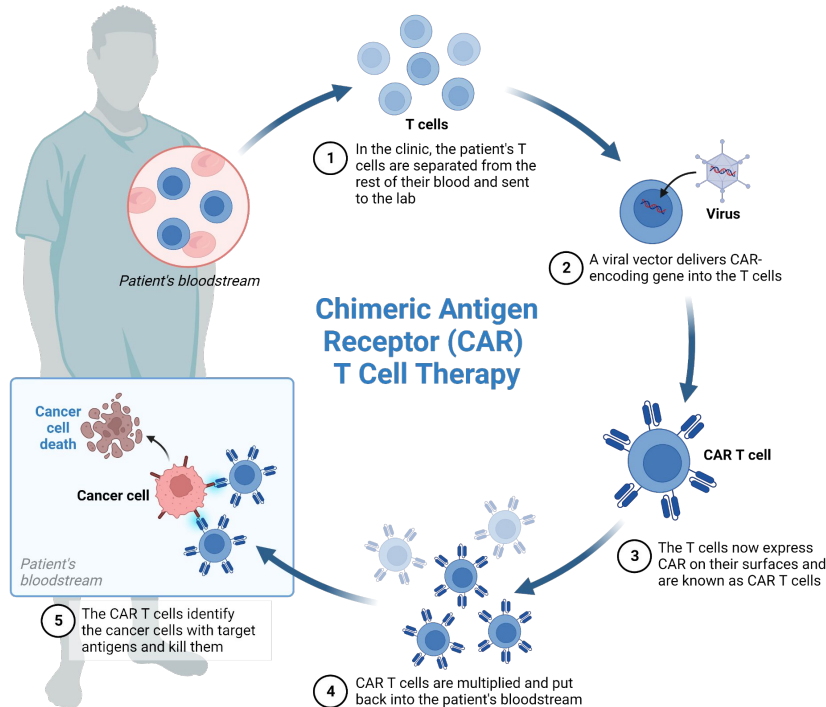 T cells
1
In the clinic, the patient's T
cells are separated from the
rest of their blood and sent
to the lab
Patient's bloodstream
Virus
2
A viral vector delivers CAR-
encoding gene into the T cells
Chimeric Antigen
Receptor (CAR)
T Cell Therapy
CAR T cell
3
The T cells now express
CAR on their surfaces and
are known as CAR T cells
4
CAR T cells are multiplied and put
back into the patient's bloodstream
Cancer
cell
death
Cancer cell
Patient's
bloodstream
5
The CAR T cells identify
the cancer cells with target
antigens and kill them